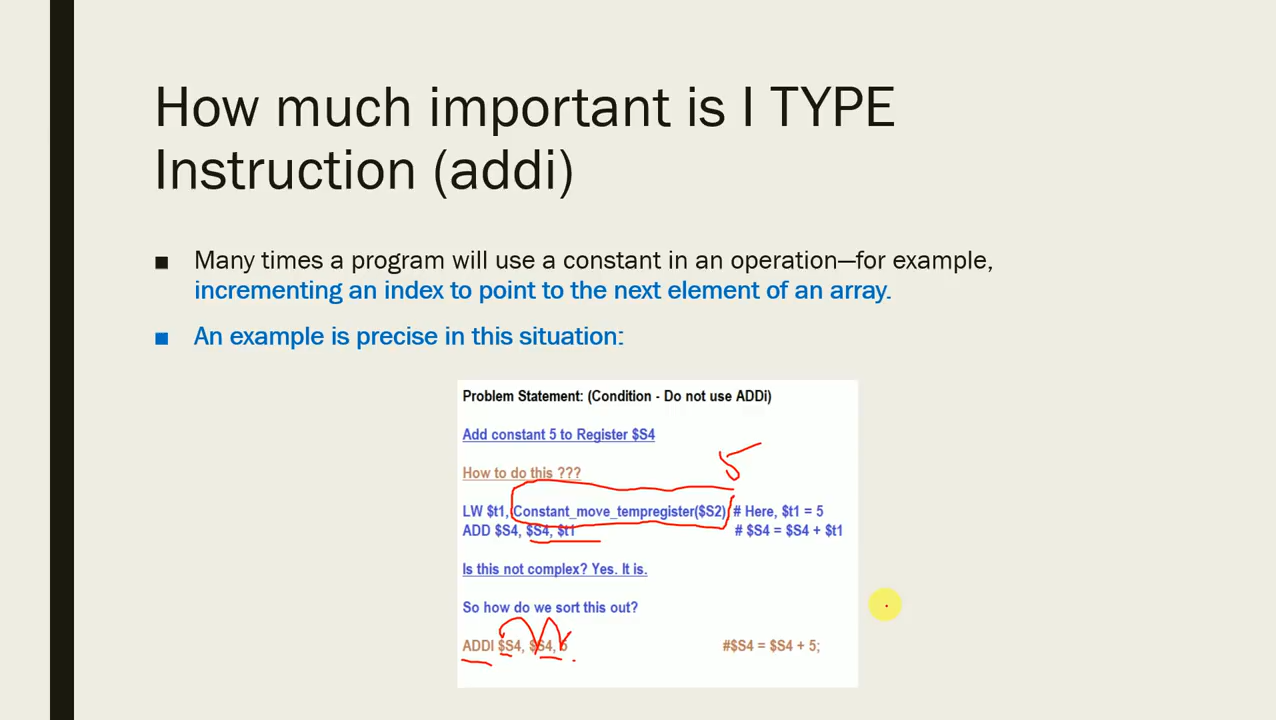 How much important is I TYPE
Instruction (addi)
Many times a program will use a constant in an operation—for example,
incrementing an index to point to the next element of an array.
An example is precise in this situation:
Problem Statement: (Condition - Do not use ADDi)
Add constant 5 to Register $S4
How to do this ???
5
LW $t1, Constant_move_tempregister($S2) # Here, $t1 = 5
ADD $S4, $S4, $t1 # $S4 = $S4 + $t1
Is this not complex? Yes. It is.
So how do we sort this out?
ADDI $S4, $S4, 5 #$S4 = $S4 + 5;